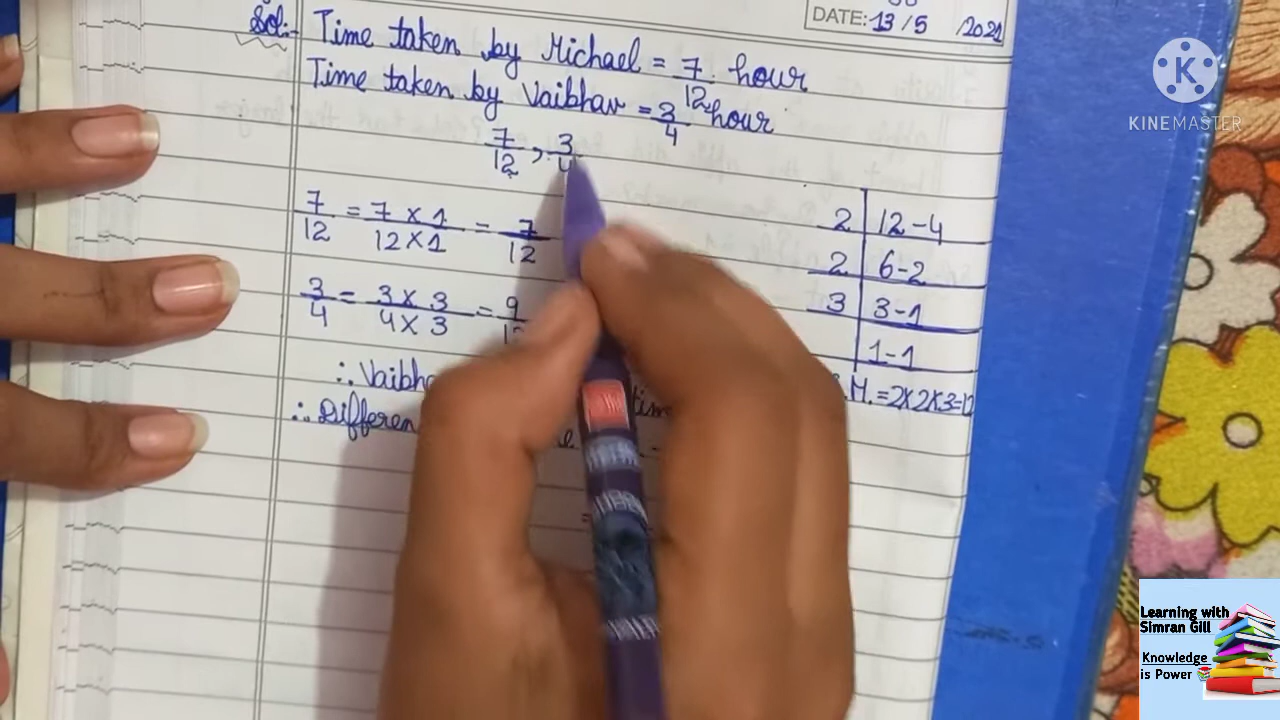 DATE: 13/5 2021
Sol:- Time taken by Michael = 7/12 hour
Time taken by Vaibhav = 3/4 hour
7/12, 3/4
7/12 = 7 × 1 / 12 × 1 = 7/12
3/4 = 3 × 3 / 4 × 3 = 9
∴ Vaibha
time
∴ Differen
2 | 12-4
2 | 6-2
3 | 3-1
1-1
.M. = 2×2×3=12
KINEMASTER
Learning with
Simran Gill
Knowledge
is Power